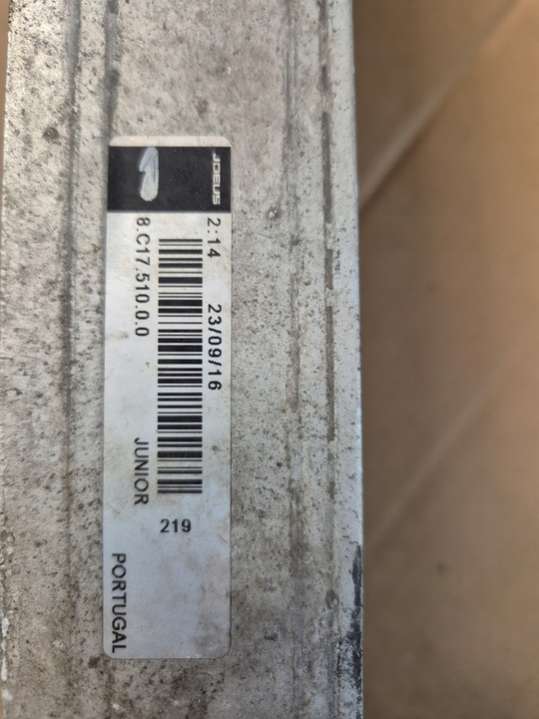 JDEUS
2:14 23/09/16
8.C17.510.0.0
JUNIOR
219
PORTUGAL